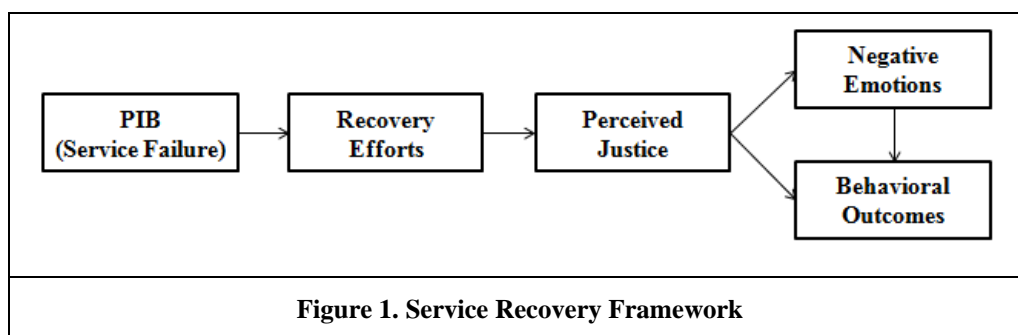 PIB
(Service Failure)
Recovery
Efforts
Perceived
Justice
Negative
Emotions
Behavioral
Outcomes
Figure 1. Service Recovery Framework